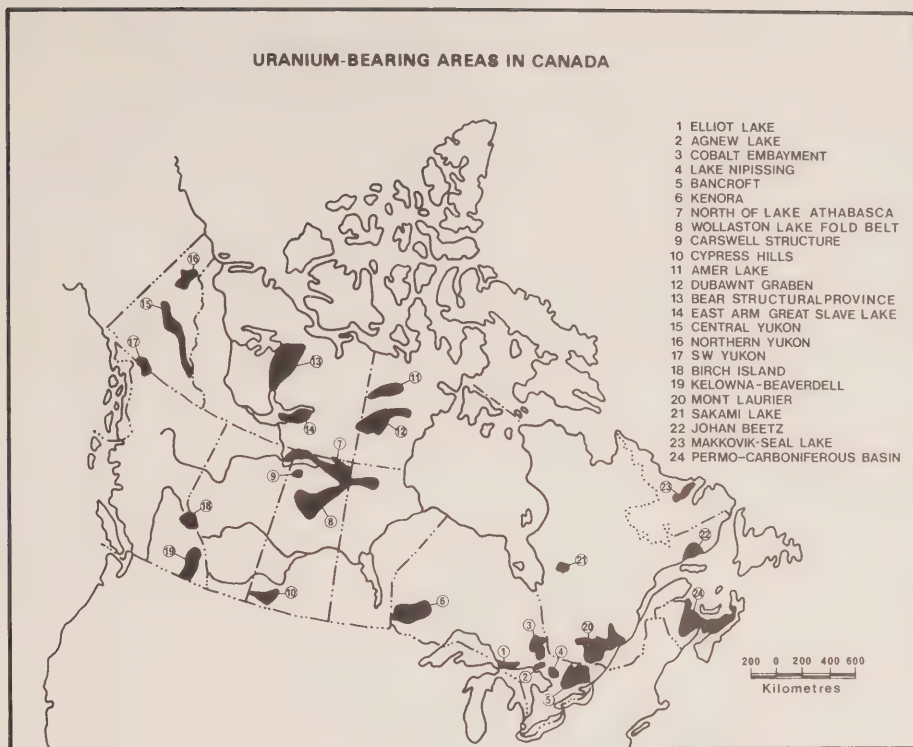 URANIUM-BEARING AREAS IN CANADA
1 ELLIOT LAKE
2 AGNEW LAKE
3 COBALT EMBAYMENT
4 LAKE NIPISSING
5 BANCROFT
6 KENORA
7 NORTH OF LAKE ATHABASCA
8 WOLLASTON LAKE FOLD BELT
9 CARSWELL STRUCTURE
10 CYPRESS HILLS
11 AMER LAKE
12 DUBAWNT GRABEN
13 BEAR STRUCTURAL PROVINCE
14 EAST ARM GREAT SLAVE LAKE
15 CENTRAL YUKON
16 NORTHERN YUKON
17 SW YUKON
18 BIRCH ISLAND
19 KELOWNA-BEAVERDELL
20 MONT LAURIER
21 SAKAMI LAKE
22 JOHAN BEETZ
23 MAKKOVIK-SEAL LAKE
24 PERMO-CARBONIFEROUS BASIN
16
15
17
13
11
14
12
7
9
8
23
18
22
19
21
10
6
24
3
20
1
4
2
5
200 0 200 400 600
Kilometres